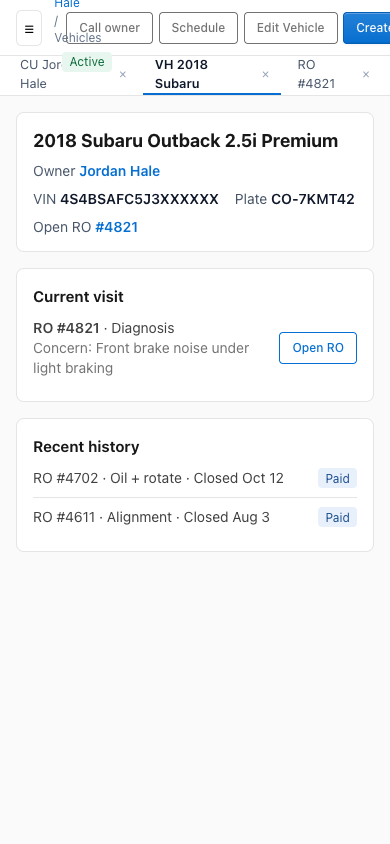 ☰
Hale
/
Vehicles
Call owner
Schedule
Edit Vehicle
Create
Active
CU Jor
Hale
×
VH 2018
Subaru
×
RO
#4821
×
2018 Subaru Outback 2.5i Premium
Owner Jordan Hale
VIN 4S4BSAFC5J3XXXXXX Plate CO-7KMT42
Open RO #4821
Current visit
RO #4821 · Diagnosis
Concern: Front brake noise under
light braking
Open RO
Recent history
RO #4702 · Oil + rotate · Closed Oct 12
Paid
RO #4611 · Alignment · Closed Aug 3
Paid